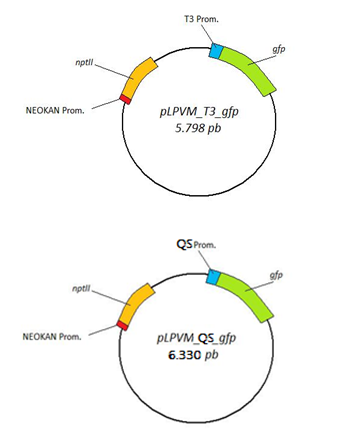 T3 Prom.
gfp
nptII
NEOKAN Prom.
pLPVM_T3_gfp
5.798 pb
QS Prom.
gfp
nptII
NEOKAN Prom.
pLPVM_QS_gfp
6.330 pb